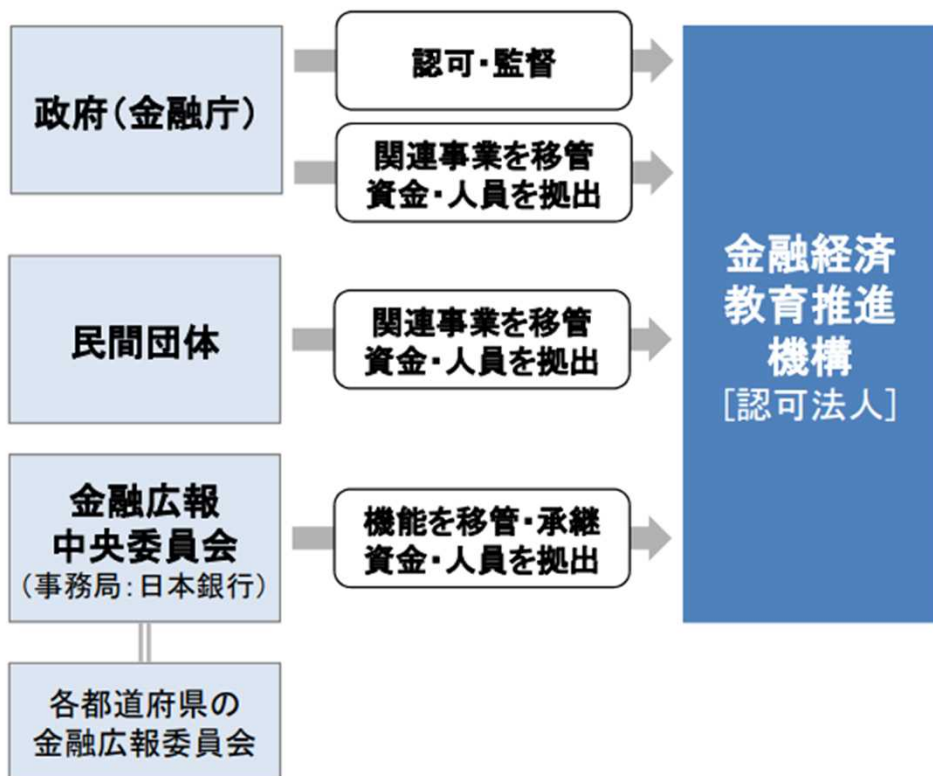 政府（金融庁）
認可・監督
関連事業を移管
資金・人員を拠出
民間団体
関連事業を移管
資金・人員を拠出
金融広報
中央委員会
（事務局：日本銀行）
機能を移管・承継
資金・人員を拠出
各都道府県の
金融広報委員会
金融経済
教育推進
機構
［認可法人］